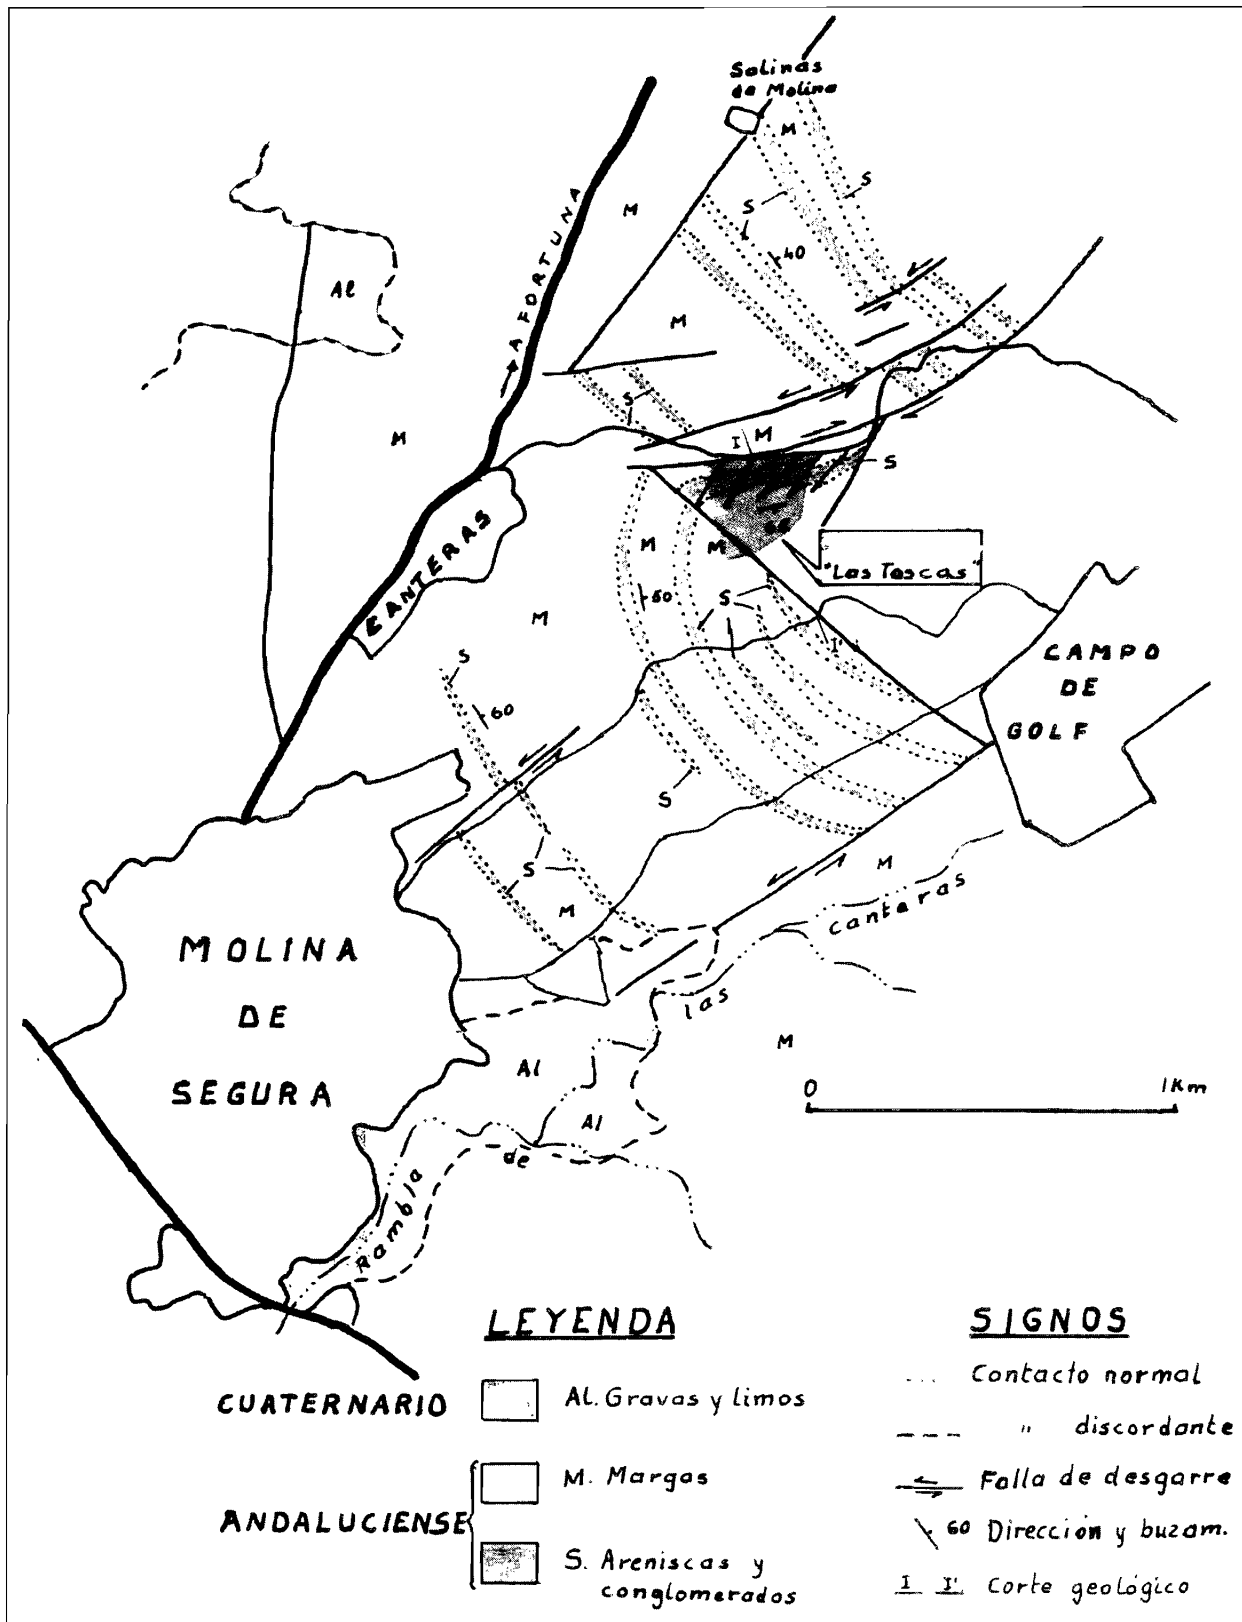 Salinas
de Molina
M
S
S
S
40
M
A FORTUNA
Al
M
M
S
I
M
S
CANTERAS
M
M
"Las Toscas"
60
S
M
I'
S
60
CAMPO
DE
GOLF
S
S
M
M
canteras
las
MOLINA
DE
SEGURA
M
Al
Al
0
1Km
de
Rambla
LEYENDA
SIGNOS
CUATERNARIO
Al. Gravas y limos
ANDALUCIENSE
M. Margas
S. Areniscas y
conglomerados
Contacto normal
" discordante
Falla de desgarre
60 Dirección y buzam.
I I' Corte geológico